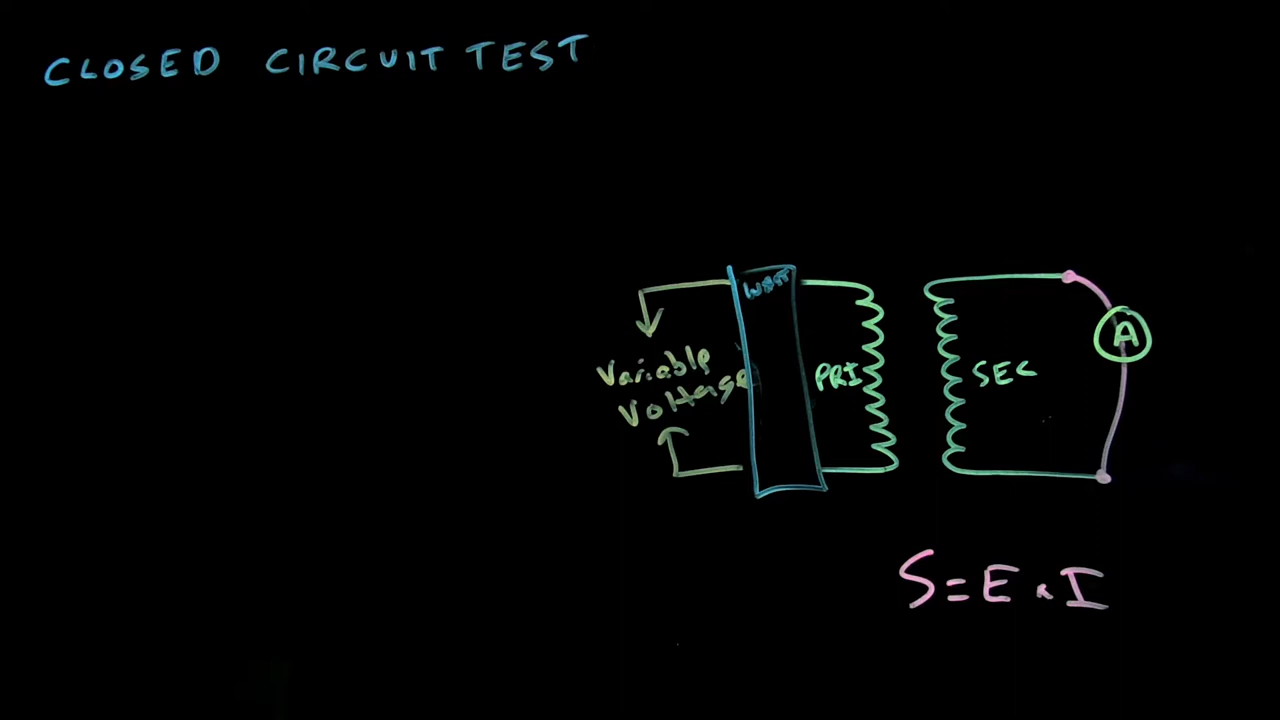 CLOSED CIRCUIT TEST
Variable
Voltage
PRI
SEC
A
S = E x I